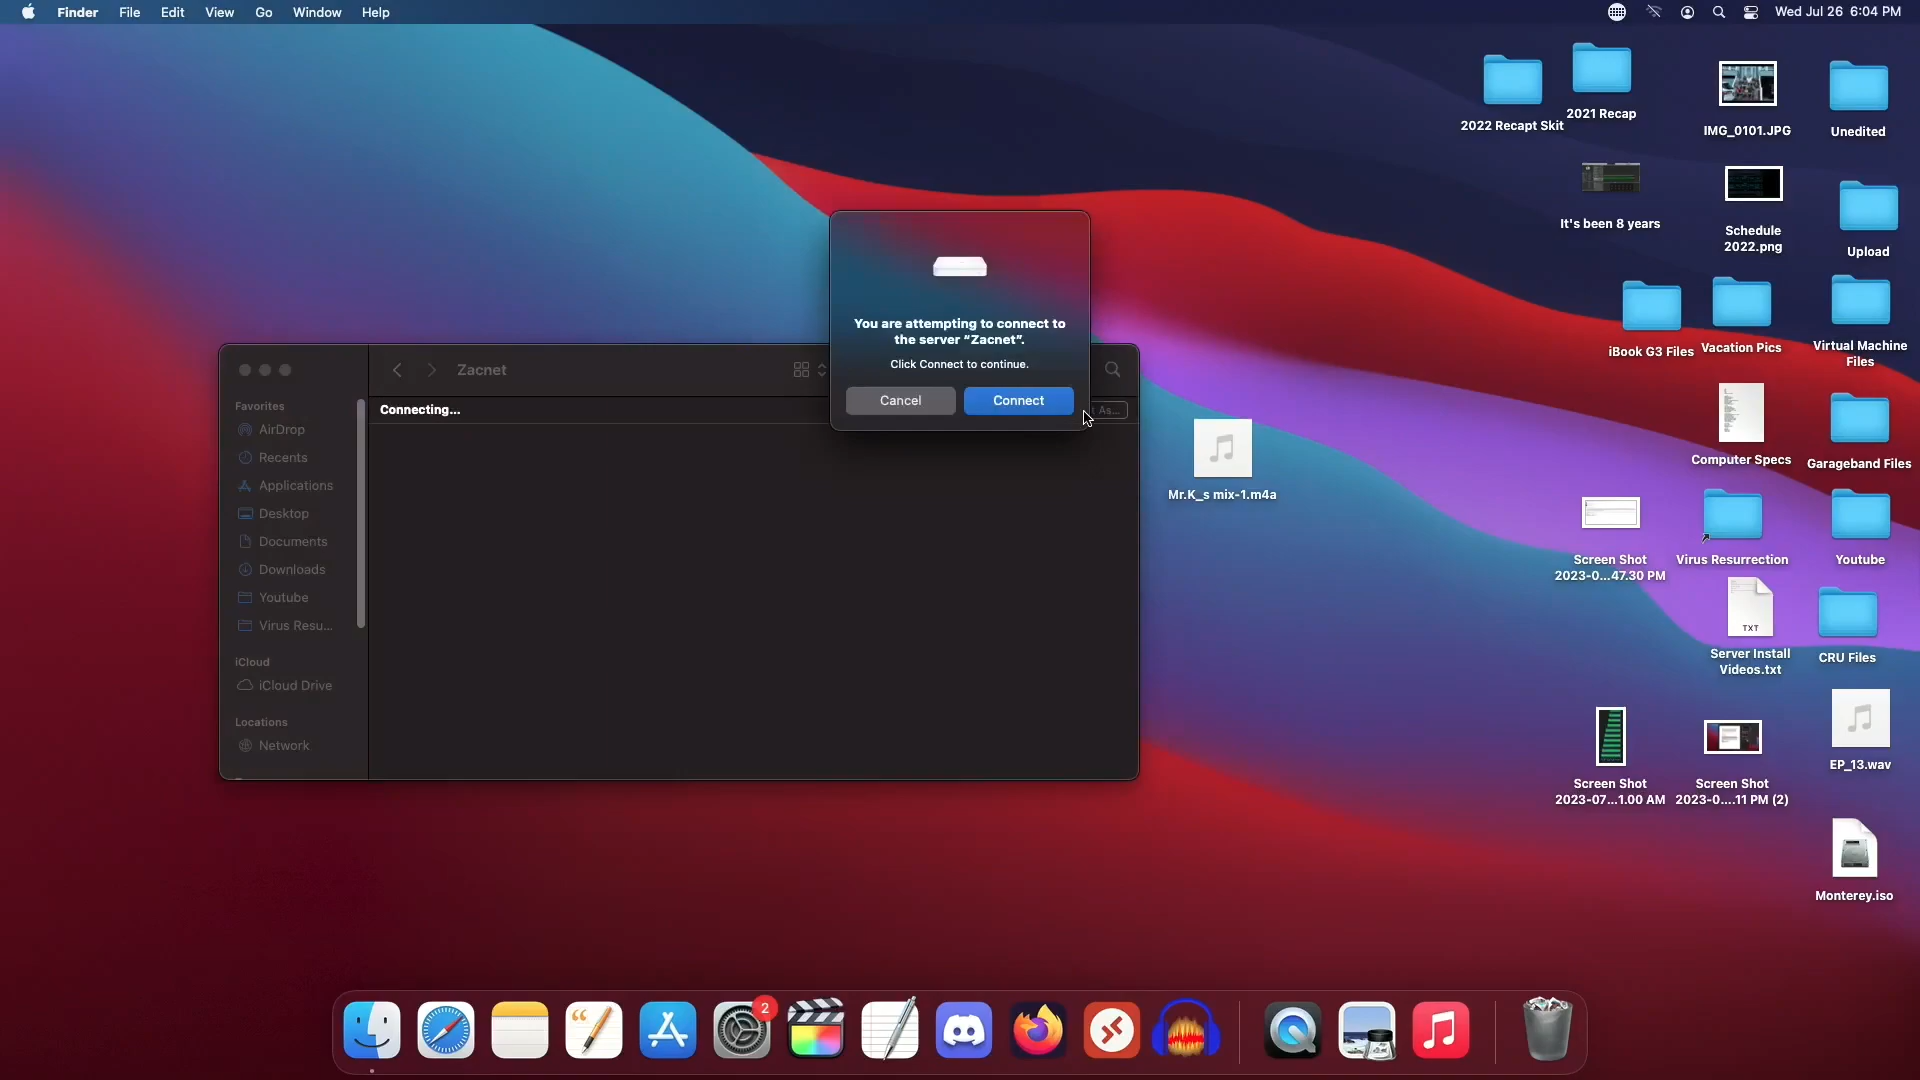 Finder File Edit View Go Window Help
Wed Jul 26 6:04 PM
2022 Recapt Skit
2021 Recap
IMG_0101.JPG
Unedited
It's been 8 years
Schedule
2022.png
Upload
iBook G3 Files
Vacation Pics
Virtual Machine
Files
Computer Specs
Garageband Files
Screen Shot
2023-0...47.30 PM
Virus Resurrection
Youtube
TXT
Server Install
Videos.txt
CRU Files
Screen Shot
2023-07...1.00 AM
Screen Shot
2023-0....11 PM (2)
EP_13.wav
Monterey.iso
Mr.K_s mix-1.m4a
You are attempting to connect to
the server "Zacnet".
Click Connect to continue.
Cancel
Connect
Zacnet
Connecting...
As...
Favorites
AirDrop
Recents
Applications
Desktop
Documents
Downloads
Youtube
Virus Resu...
iCloud
iCloud Drive
Locations
Network
2